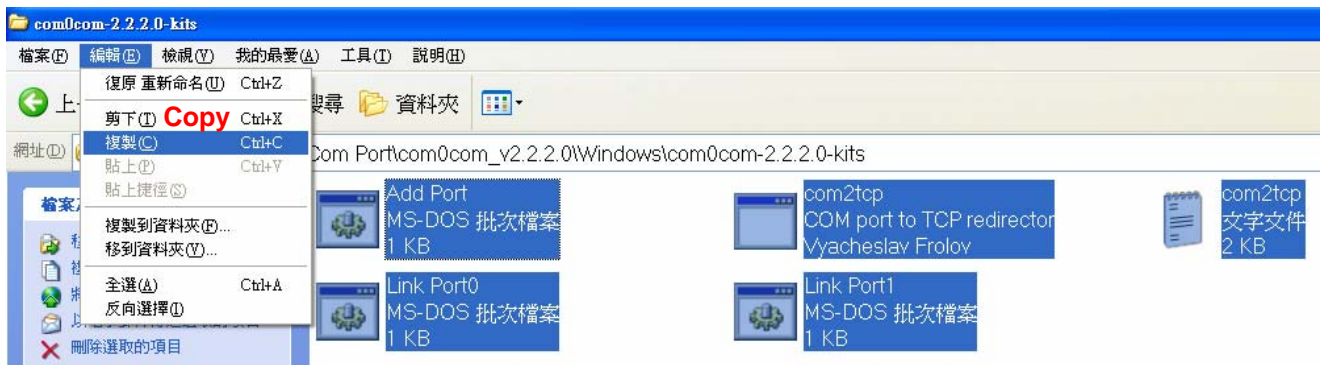 com0com-2.2.2.0-kits
檔案(F) 編輯(E) 檢視(V) 我的最愛(A) 工具(T) 說明(H)
復原 重新命名(U) Ctrl+Z
上 搜尋 資料夾
剪下(T) Copy Ctrl+X
網址(D) 複製(C) Ctrl+C Com Port\com0com_v2.2.2.0\Windows\com0com-2.2.2.0-kits
貼上(P) Ctrl+V
貼上捷徑(S)
檔案
複製到資料夾(F)...
移到資料夾(V)...
全選(A) Ctrl+A
反向選擇(I)
刪除選取的項目
Add Port
MS-DOS 批次檔案
1 KB
com2tcp
COM port to TCP redirector
Vyacheslav Frolov
com2tcp
文字文件
2 KB
Link Port0
MS-DOS 批次檔案
1 KB
Link Port1
MS-DOS 批次檔案
1 KB